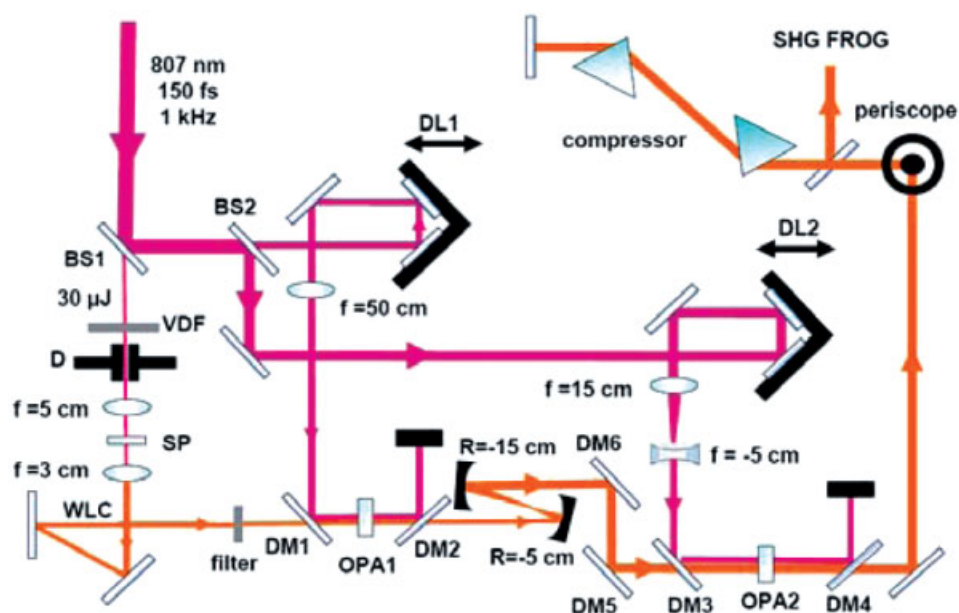 807 nm
150 fs
1 kHz
SHG FROG
periscope
compressor
DL1
BS2
BS1
DL2
30 µJ
VDF
f =50 cm
D
f =5 cm
f =15 cm
SP
f =3 cm
R=-15 cm
DM6
f = -5 cm
WLC
filter
DM1
OPA1
DM2
R=-5 cm
DM5
DM3
OPA2
DM4